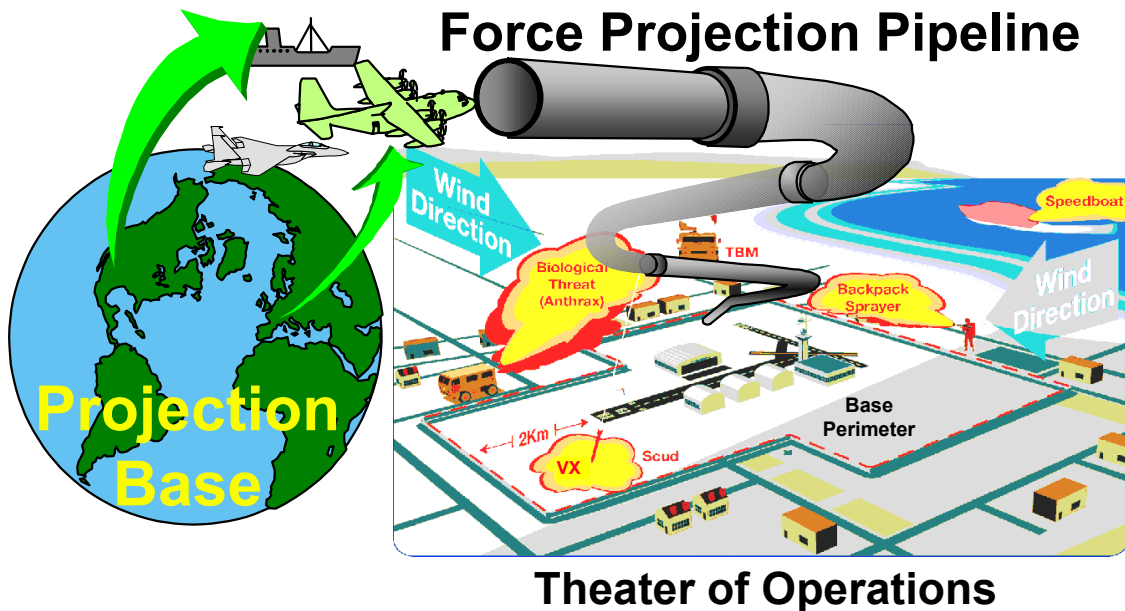 Force Projection Pipeline
Wind
Direction
Speedboat
TBM
Biological
Threat
(Anthrax)
Backpack
Sprayer
Wind
Direction
Projection
Base
Base
Perimeter
2Km
VX
Scud
Theater of Operations